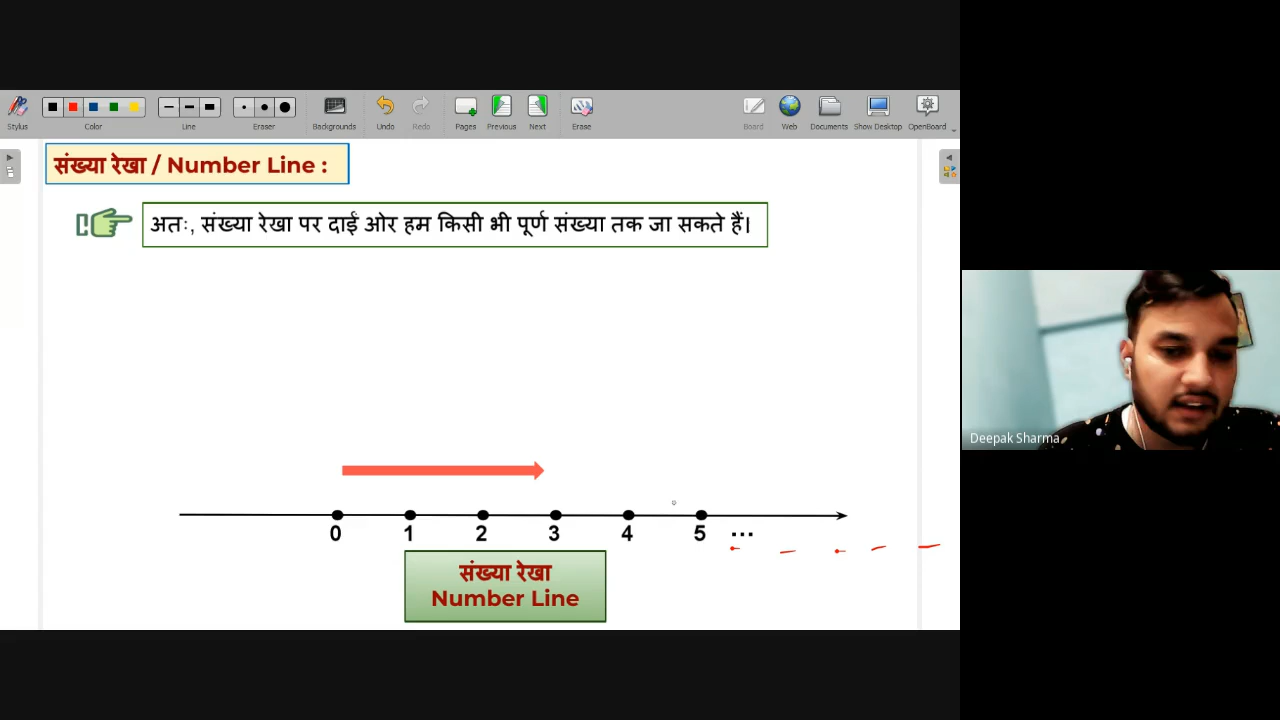 Stylus
Color
Line
Eraser
Backgrounds
Undo
Redo
Pages
Previous
Next
Erase
Board
Web
Documents
Show Desktop
OpenBoard
संख्या रेखा / Number Line :
अतः, संख्या रेखा पर दाईं ओर हम किसी भी पूर्ण संख्या तक जा सकते हैं।
0 1 2 3 4 5 ...
संख्या रेखा
Number Line
Deepak Sharma